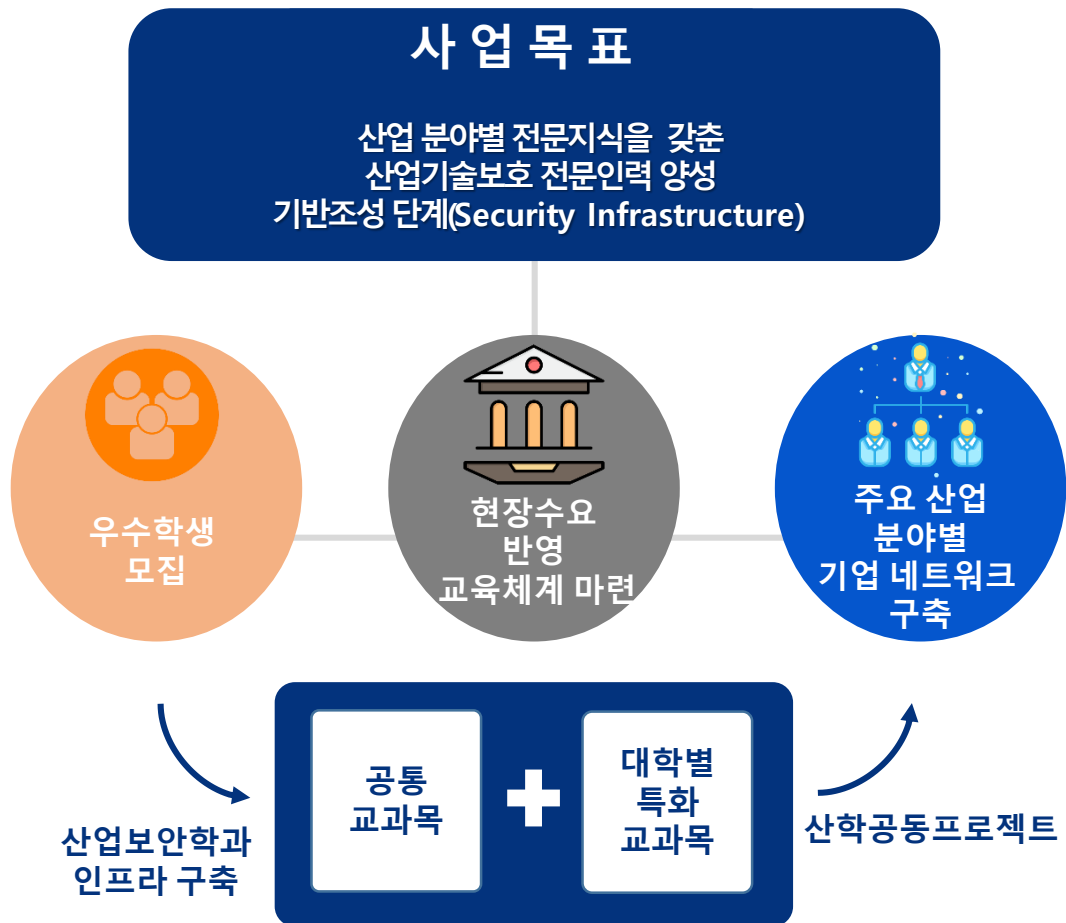 사 업 목 표
산업 분야별 전문지식을 갖춘
산업기술보호 전문인력 양성
기반조성 단계(Security Infrastructure)
우수학생
모집
현장수요
반영
교육체계 마련
주요 산업
분야별
기업 네트워크
구축
산업보안학과
인프라 구축
공통
교과목
대학별
특화
교과목
산학공동프로젝트